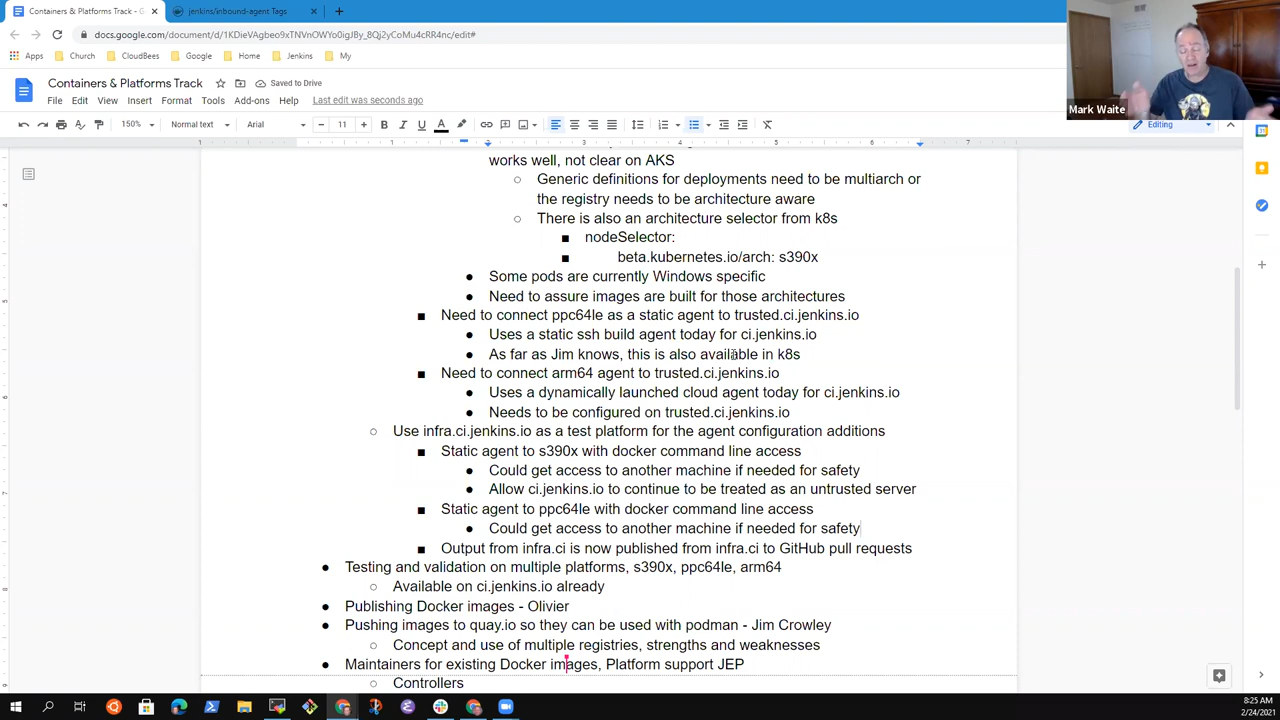 Containers & Platforms Track - G
jenkins/inbound-agent Tags
docs.google.com/document/d/1KDieVAgbeo9xTNVnOWYo0igJ8y_8Qj2yCoMu4cRR4nc/edit#
Apps Church CloudBees Google Home Jenkins My
Mark Waite
Containers & Platforms Track
Saved to Drive
File Edit View Insert Format Tools Add-ons Help Last edit was seconds ago
150% Normal text Arial 11 B I U A Editing
1 1 2 3 4 5 6 7
works well, not clear on AKS
Generic definitions for deployments need to be multiarch or
the registry needs to be architecture aware
There is also an architecture selector from k8s
nodeSelector:
beta.kubernetes.io/arch: s390x
Some pods are currently Windows specific
Need to assure images are built for those architectures
Need to connect ppc64le as a static agent to trusted.ci.jenkins.io
Uses a static ssh build agent today for ci.jenkins.io
As far as Jim knows, this is also available in k8s
Need to connect arm64 agent to trusted.ci.jenkins.io
Uses a dynamically launched cloud agent today for ci.jenkins.io
Needs to be configured on trusted.ci.jenkins.io
Use infra.ci.jenkins.io as a test platform for the agent configuration additions
Static agent to s390x with docker command line access
Could get access to another machine if needed for safety
Allow ci.jenkins.io to continue to be treated as an untrusted server
Static agent to ppc64le with docker command line access
Could get access to another machine if needed for safety
Output from infra.ci is now published from infra.ci to GitHub pull requests
Testing and validation on multiple platforms, s390x, ppc64le, arm64
Available on ci.jenkins.io already
Publishing Docker images - Olivier
Pushing images to quay.io so they can be used with podman - Jim Crowley
Concept and use of multiple registries, strengths and weaknesses
Maintainers for existing Docker images, Platform support JEP
Controllers
8:25 AM
2/24/2021